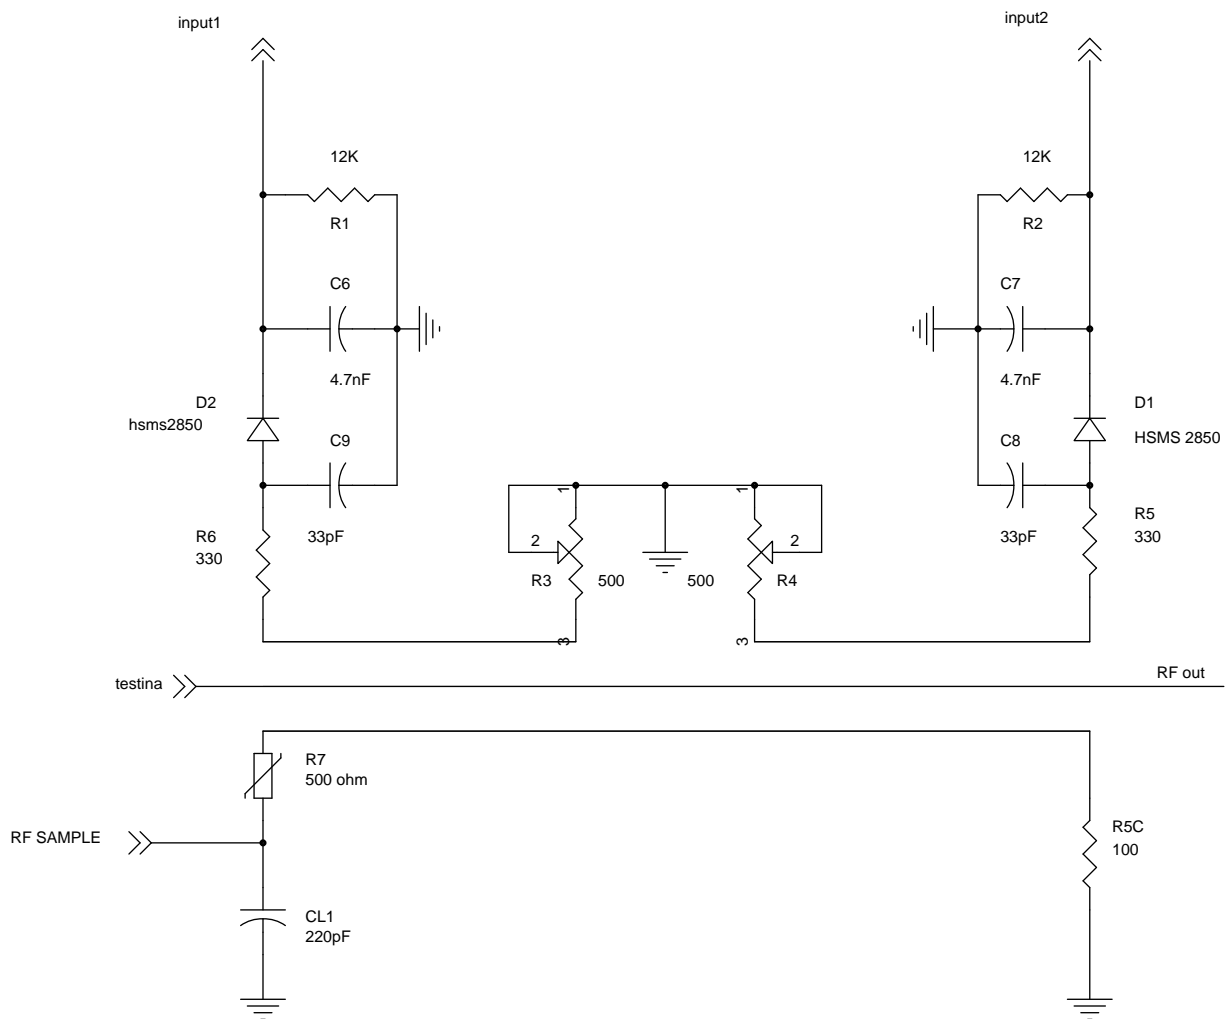 input1
input2
12K
12K
R1
R2
C6
C7
4.7nF
4.7nF
D2
hsms2850
D1
HSMS 2850
C9
C8
1
1
R6
330
33pF
2
2
33pF
R5
330
R3
500
500
R4
3
3
testina
RF out
R7
500 ohm
RF SAMPLE
R5C
100
CL1
220pF